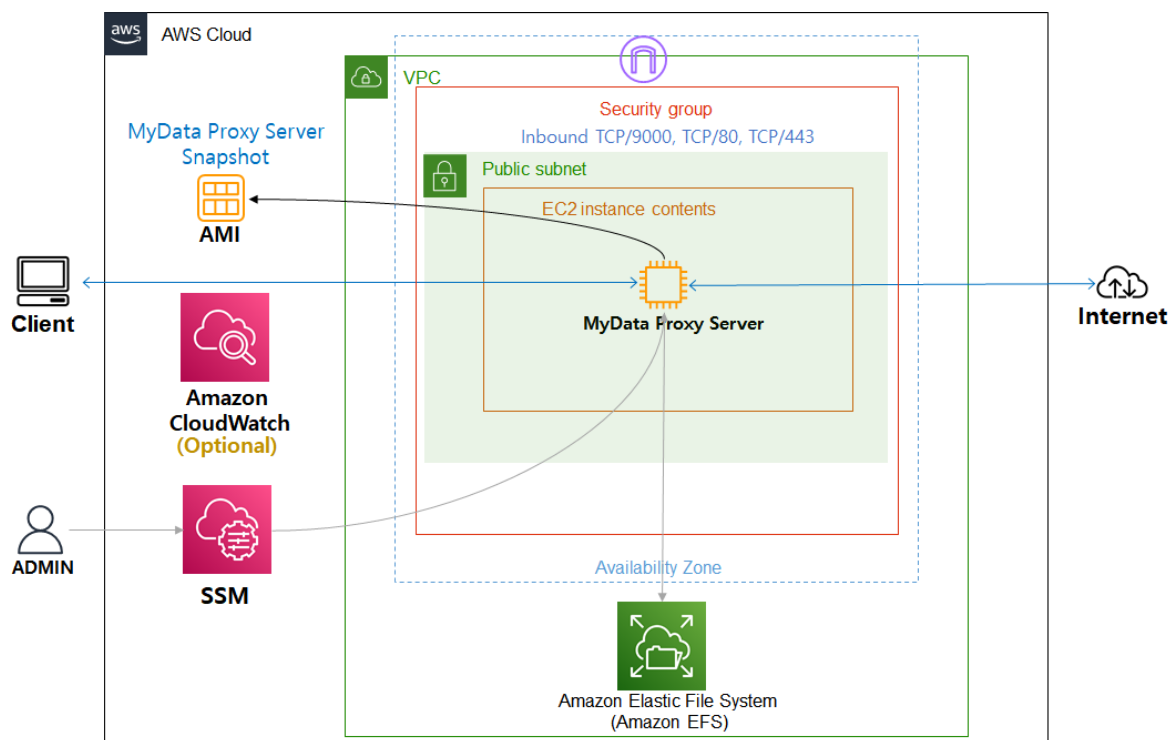 aws
AWS Cloud
VPC
Security group
Inbound TCP/9000, TCP/80, TCP/443
MyData Proxy Server
Snapshot
AMI
Public subnet
EC2 instance contents
MyData Proxy Server
Client
Internet
Amazon
CloudWatch
(Optional)
ADMIN
SSM
Availability Zone
Amazon Elastic File System
(Amazon EFS)